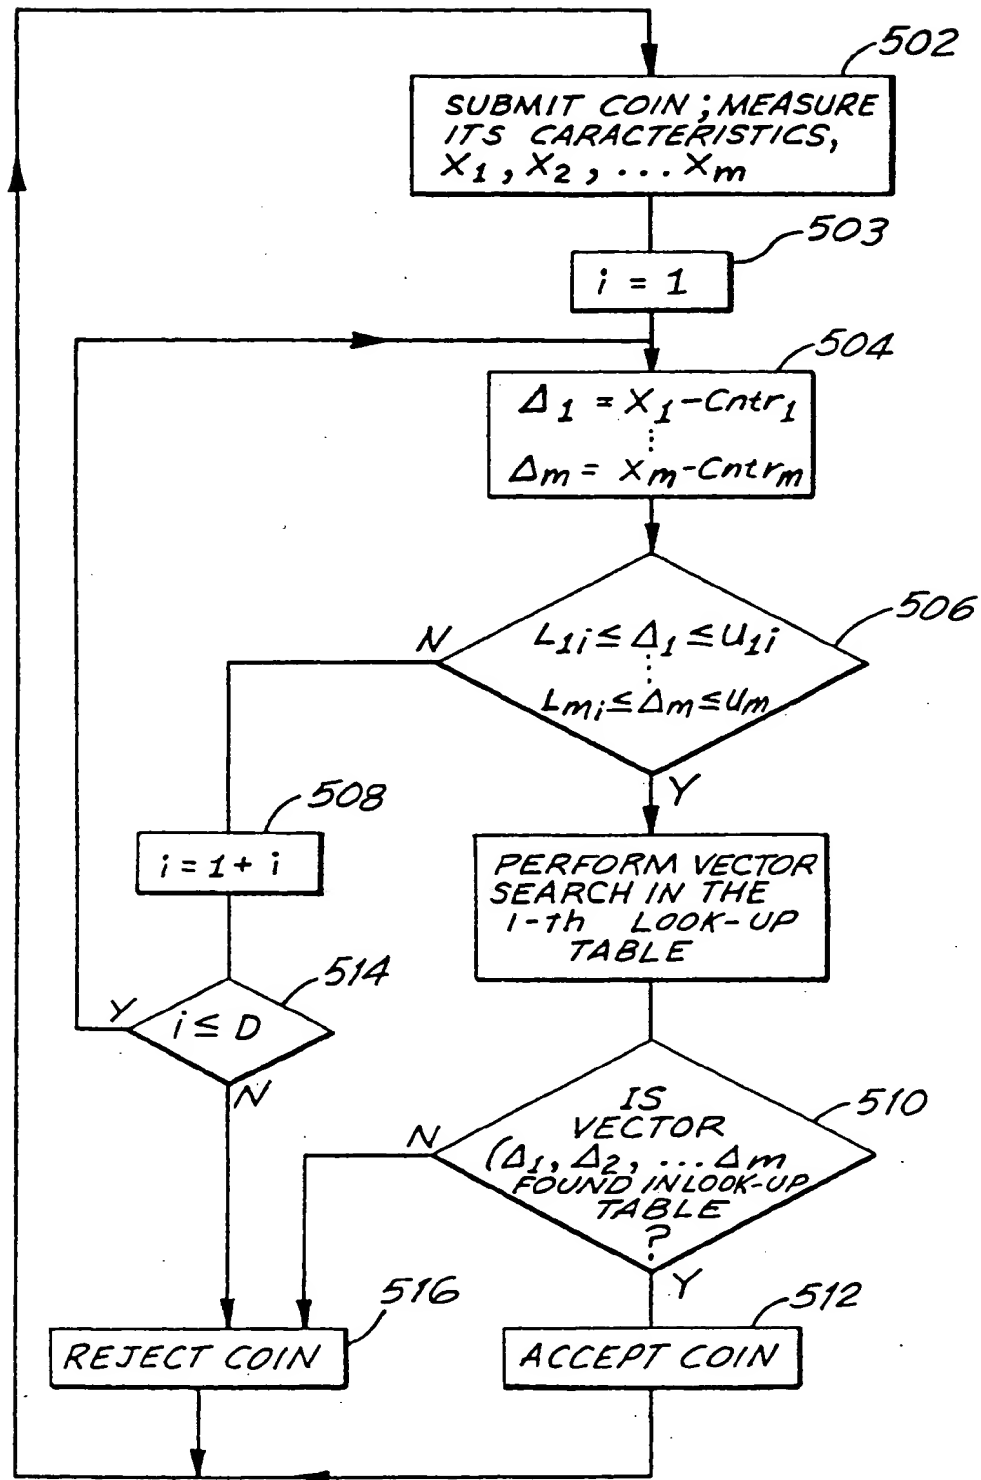 502
SUBMIT COIN; MEASURE
ITS CARACTERISTICS,
X1, X2, ... Xm
503
i = 1
504
Δ1 = X1-Cntr1
⋮
Δm = Xm-Cntrm
506
N
L1i≤Δ1≤U1i
⋮
Lmi≤Δm≤Um
Y
508
i = 1 + i
PERFORM VECTOR
SEARCH IN THE
1-th LOOK-UP
TABLE
514
Y
i ≤ D
N
510
N
IS
VECTOR
(Δ1, Δ2, ... Δm
FOUND IN LOOK-UP
TABLE
?
Y
516
REJECT COIN
512
ACCEPT COIN